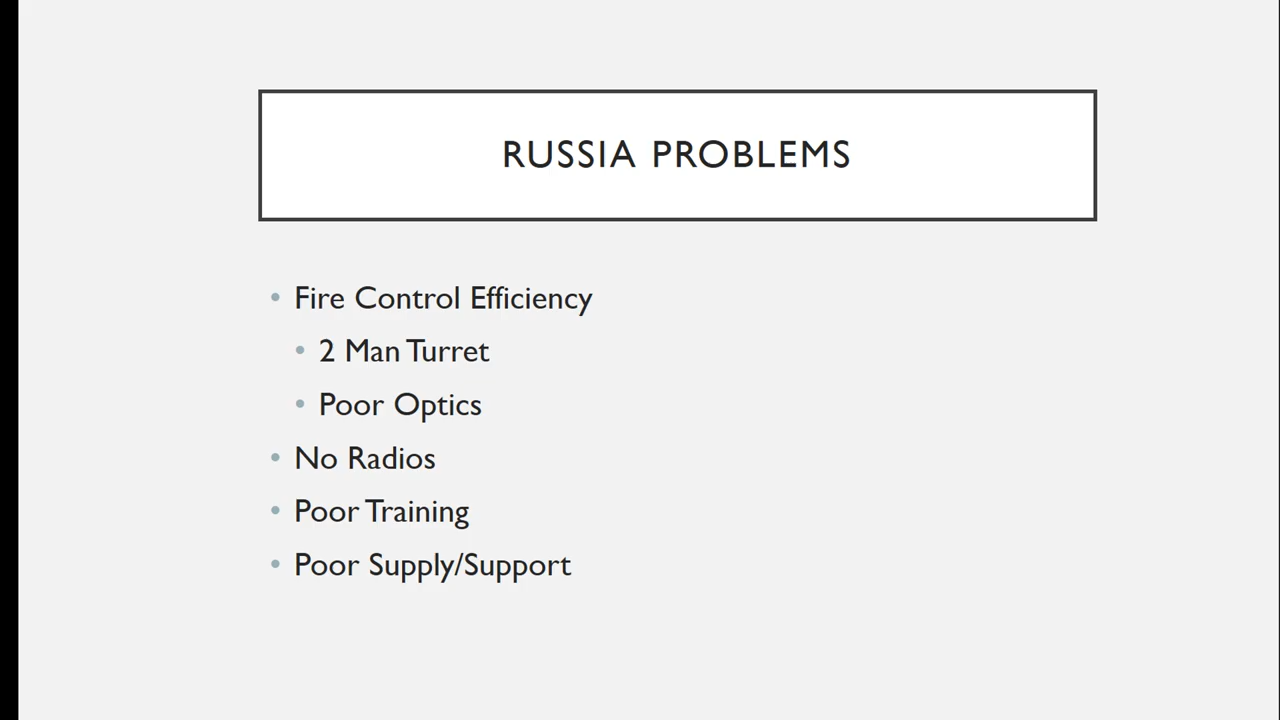 RUSSIA PROBLEMS
• Fire Control Efficiency
• 2 Man Turret
• Poor Optics
• No Radios
• Poor Training
• Poor Supply/Support